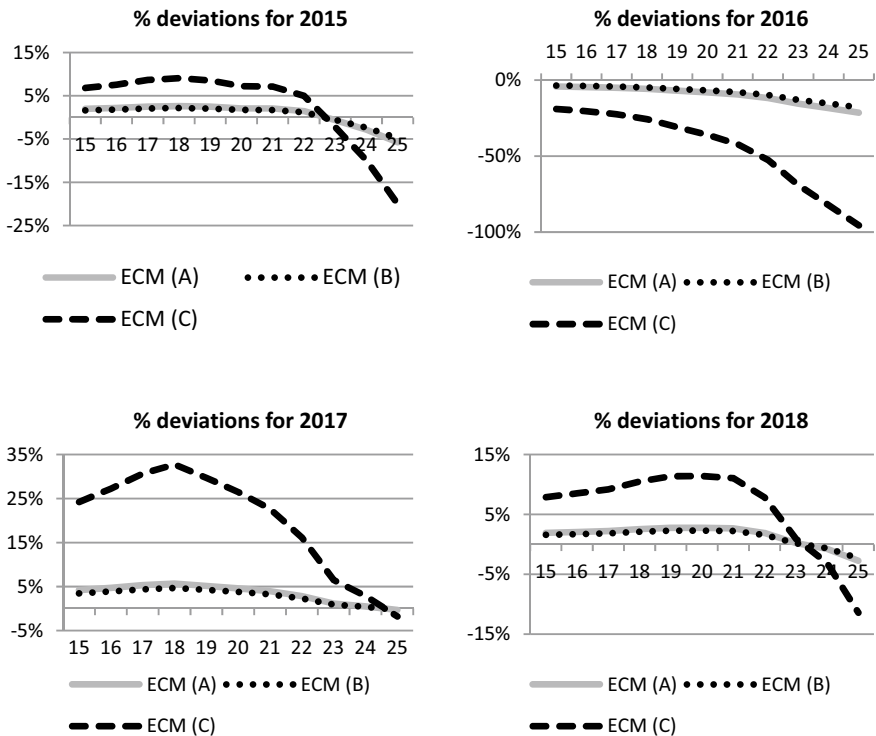 % deviations for 2015
15%
5%
-5%
-15%
-25%
15 16 17 18 19 20 21 22 23 24 25
ECM (A) ECM (B)
ECM (C)
% deviations for 2016
15 16 17 18 19 20 21 22 23 24 25
0%
-50%
-100%
ECM (A) ECM (B)
ECM (C)
% deviations for 2017
35%
25%
15%
5%
-5%
15 16 17 18 19 20 21 22 23 24 25
ECM (A) ECM (B)
ECM (C)
% deviations for 2018
15%
5%
-5%
-15%
15 16 17 18 19 20 21 22 23 24 25
ECM (A) ECM (B)
ECM (C)